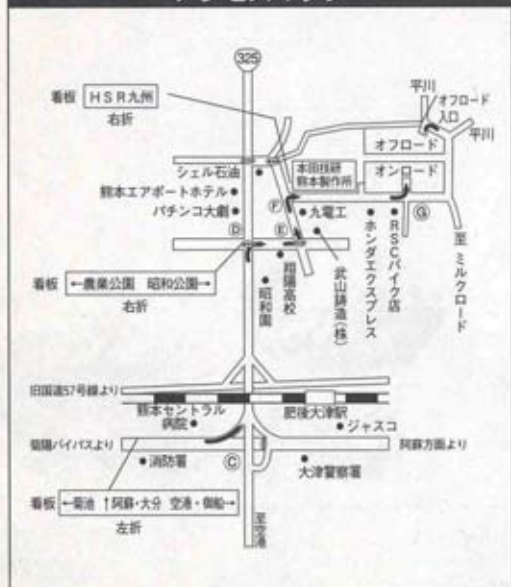 325
看板
HSR九州
右折
平川
オフロード
入口
平川
オフロード
オンロード
本田技研
熊本製作所
シェル石油
熊本エアポートホテル
パチンコ大劇
Ⓕ
九電工
Ⓖ
Ⓓ
Ⓔ
RSCバイク店
ホンダエクスプレス
武山鋳造(株)
翔陽高校
昭和園
至 ミルクロード
看板
←農業公園 昭和公園→
右折
旧国道57号線より
熊本セントラル
病院
肥後大津駅
ジャスコ
菊陽バイパスより
阿蘇方面より
消防署
Ⓒ
大津警察署
看板
←菊池 ↑阿蘇・大分 空港・御船→
左折
至空港